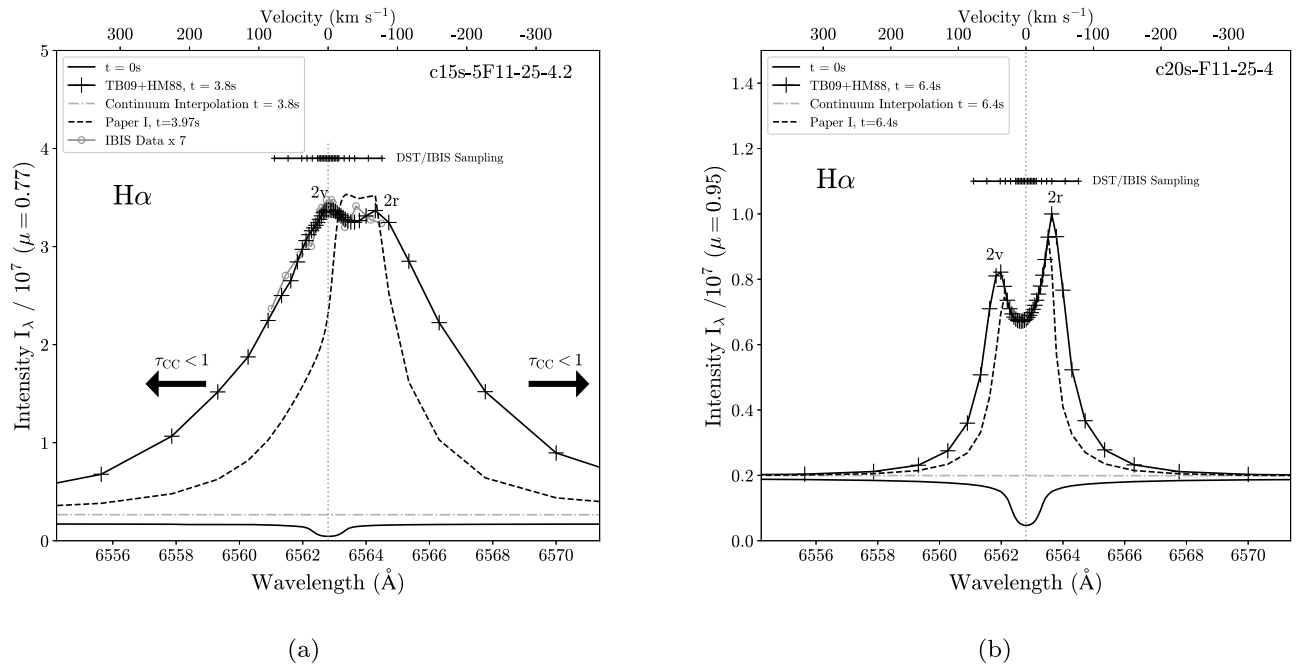 Velocity (km s⁻¹)
300 200 100 0 -100 -200 -300
c15s-5F11-25-4.2
t = 0s
TB09+HM88, t = 3.8s
Continuum Interpolation t = 3.8s
Paper I, t=3.97s
IBIS Data x 7
DST/IBIS Sampling
Hα
2v
2r
τCC < 1
τCC < 1
Intensity Iλ / 10⁷ (μ = 0.77)
5
4
3
2
1
0
6556 6558 6560 6562 6564 6566 6568 6570
Wavelength (Å)
(a)
Velocity (km s⁻¹)
300 200 100 0 -100 -200 -300
c20s-F11-25-4
t = 0s
TB09+HM88, t = 6.4s
Continuum Interpolation t = 6.4s
Paper I, t=6.4s
DST/IBIS Sampling
Hα
2r
2v
Intensity Iλ /10⁷ (μ = 0.95)
1.4
1.2
1.0
0.8
0.6
0.4
0.2
0.0
6556 6558 6560 6562 6564 6566 6568 6570
Wavelength (Å)
(b)